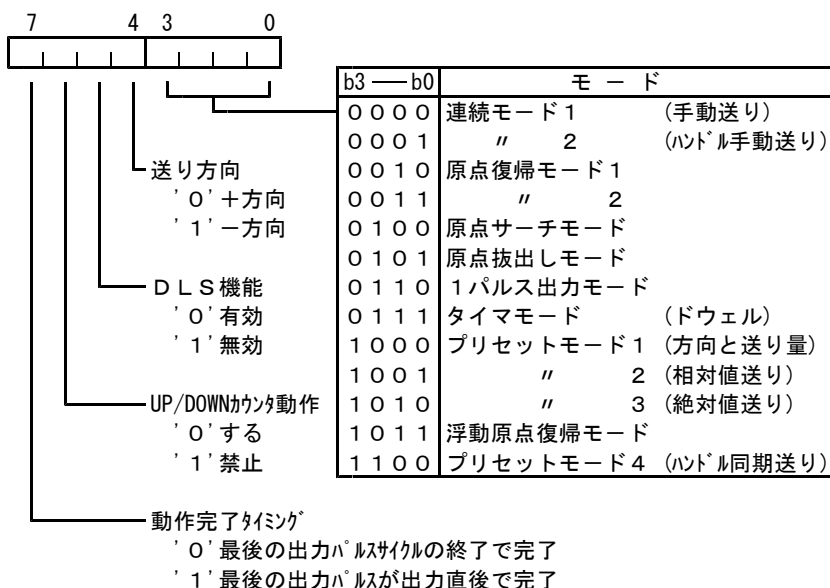 7 4 3 0
b3 ── b0 モ ー ド
００００ 連続モード１ (手動送り)
０００１ 〃 ２ (ﾊﾝﾄﾞﾙ手動送り)
送り方向 ００１０ 原点復帰モード１
'０'＋方向 ００１１ 〃 ２
'１'－方向 ０１００ 原点サーチモード
０１０１ 原点抜出しモード
ＤＬＳ機能 ０１１０ １パルス出力モード
'０'有効 ０１１１ タイマモード (ドウェル)
'１'無効 １０００ プリセットモード１ (方向と送り量)
１００１ 〃 ２ (相対値送り)
UP/DOWNｶｳﾝﾀ動作 １０１０ 〃 ３ (絶対値送り)
'０'する １０１１ 浮動原点復帰モード
'１'禁止 １１００ プリセットモード４ (ﾊﾝﾄﾞﾙ同期送り)
動作完了ﾀｲﾐﾝｸﾞ
'０'最後の出力ﾊﾟﾙｽｻｲｸﾙの終了で完了
'１'最後の出力ﾊﾟﾙｽが出力直後で完了